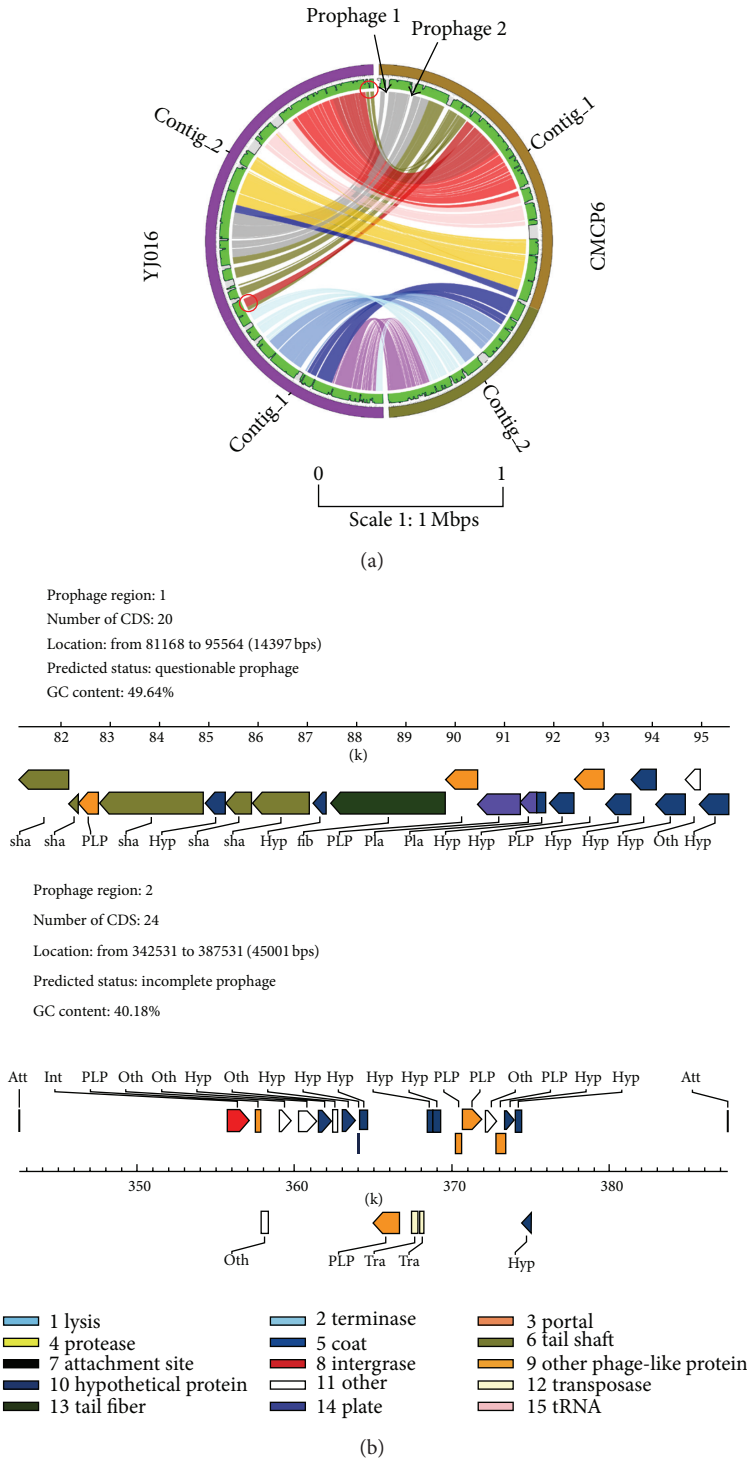 Prophage 1
Prophage 2
Contig_2
Contig_1
YJ016
CMCP6
Contig_1
Contig_2
0 1
Scale 1: 1 Mbps
(a)
Prophage region: 1
Number of CDS: 20
Location: from 81168 to 95564 (14397 bps)
Predicted status: questionable prophage
GC content: 49.64%
82 83 84 85 86 87 88 89 90 91 92 93 94 95
(k)
sha sha PLP sha Hyp sha sha Hyp fib PLP Pla Pla Hyp Hyp PLP Hyp Hyp Hyp Oth Hyp
Prophage region: 2
Number of CDS: 24
Location: from 342531 to 387531 (45001 bps)
Predicted status: incomplete prophage
GC content: 40.18%
Att Int PLP Oth Oth Hyp Oth Hyp Hyp Hyp Hyp Hyp PLP PLP Oth PLP Hyp Hyp Att
350 360 370 380
(k)
Oth PLP Tra Tra Hyp
1 lysis 2 terminase 3 portal
4 protease 5 coat 6 tail shaft
7 attachment site 8 intergrase 9 other phage-like protein
10 hypothetical protein 11 other 12 transposase
13 tail fiber 14 plate 15 tRNA
(b)